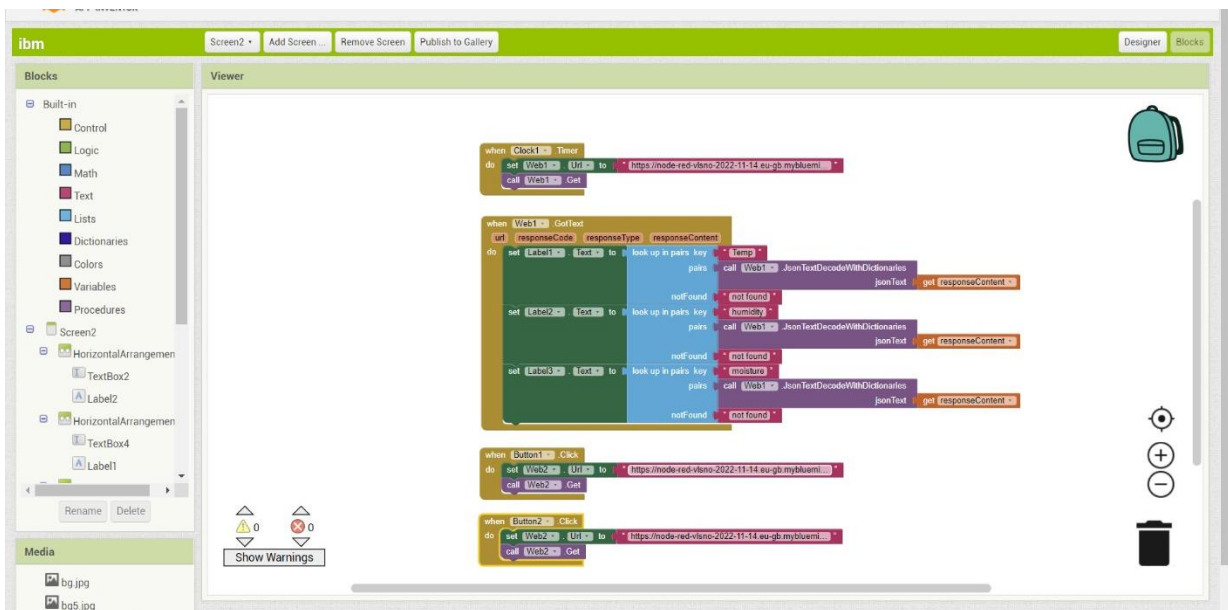 APP INVENTOR
ibm
Screen2
Add Screen ...
Remove Screen
Publish to Gallery
Designer
Blocks
Blocks
Viewer
Built-in
Control
Logic
Math
Text
Lists
Dictionaries
Colors
Variables
Procedures
Screen2
HorizontalArrangemen
TextBox2
Label2
HorizontalArrangemen
TextBox4
Label1
Rename
Delete
Media
bg.jpg
bg5.jpg
when Clock1 .Timer
do set Web1 . Url to " https://node-red-vlsno-2022-11-14.eu-gb.mybluemi... "
call Web1 .Get
when Web1 .GotText
url responseCode responseType responseContent
do set Label1 . Text to look up in pairs key " Temp "
pairs call Web1 .JsonTextDecodeWithDictionaries
jsonText get responseContent
notFound " not found "
set Label2 . Text to look up in pairs key " humidity "
pairs call Web1 .JsonTextDecodeWithDictionaries
jsonText get responseContent
notFound " not found "
set Label3 . Text to look up in pairs key " moisture "
pairs call Web1 .JsonTextDecodeWithDictionaries
jsonText get responseContent
notFound " not found "
when Button1 .Click
do set Web2 . Url to " https://node-red-vlsno-2022-11-14.eu-gb.mybluemi... "
call Web2 .Get
when Button2 .Click
do set Web2 . Url to " https://node-red-vlsno-2022-11-14.eu-gb.mybluemi... "
call Web2 .Get
0
0
Show Warnings